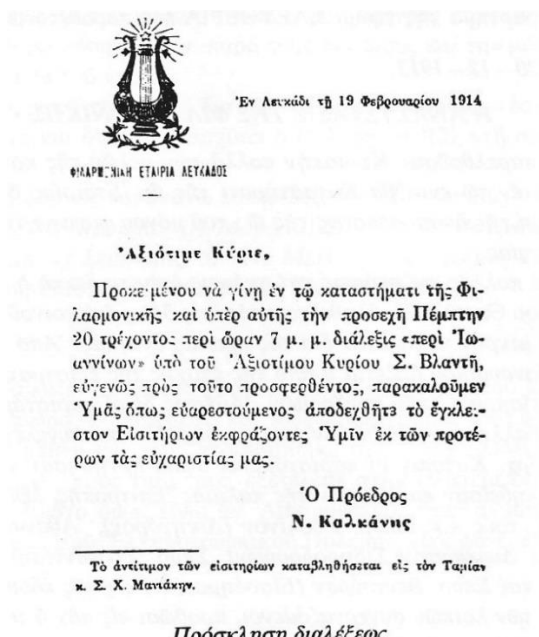 Ἐν Λευκάδι τῇ 19 Φεβρουαρίου 1914
ΦΙΛΑΡΜΟΝΙΚΗ ΕΤΑΙΡΙΑ ΛΕΥΚΑΔΟΣ
Ἀξιότιμε Κύριε,
Προκειμένου νὰ γίνῃ ἐν τῷ καταστήματι τῆς Φι-
λαρμονικῆς καὶ ὑπὲρ αὐτῆς τὴν προσεχῆ Πέμπτην
20 τρέχοντος περὶ ὥραν 7 μ. μ. διάλεξις «περὶ Ἰω-
αννίνων» ὑπὸ τοῦ Ἀξιοτίμου Κυρίου Σ. Βλαντῆ,
εὐγενῶς πρὸς τοῦτο προσφερθέντος, παρακαλοῦμεν
Ὑμᾶς ὅπως εὐαρεστούμενος ἀποδεχθῆτε τὸ ἔγκλει-
στον Εἰσιτήριον ἐκφράζοντες Ὑμῖν ἐκ τῶν προτέ-
ρων τὰς εὐχαριστίας μας.
Ὁ Πρόεδρος
Ν. Καλκάνης
Τὸ ἀντίτιμον τῶν εἰσιτηρίων καταβληθήσεται εἰς τὸν Ταμίαν
κ. Σ. Χ. Μανιάκην.
Πρόσκληση διαλέξεως